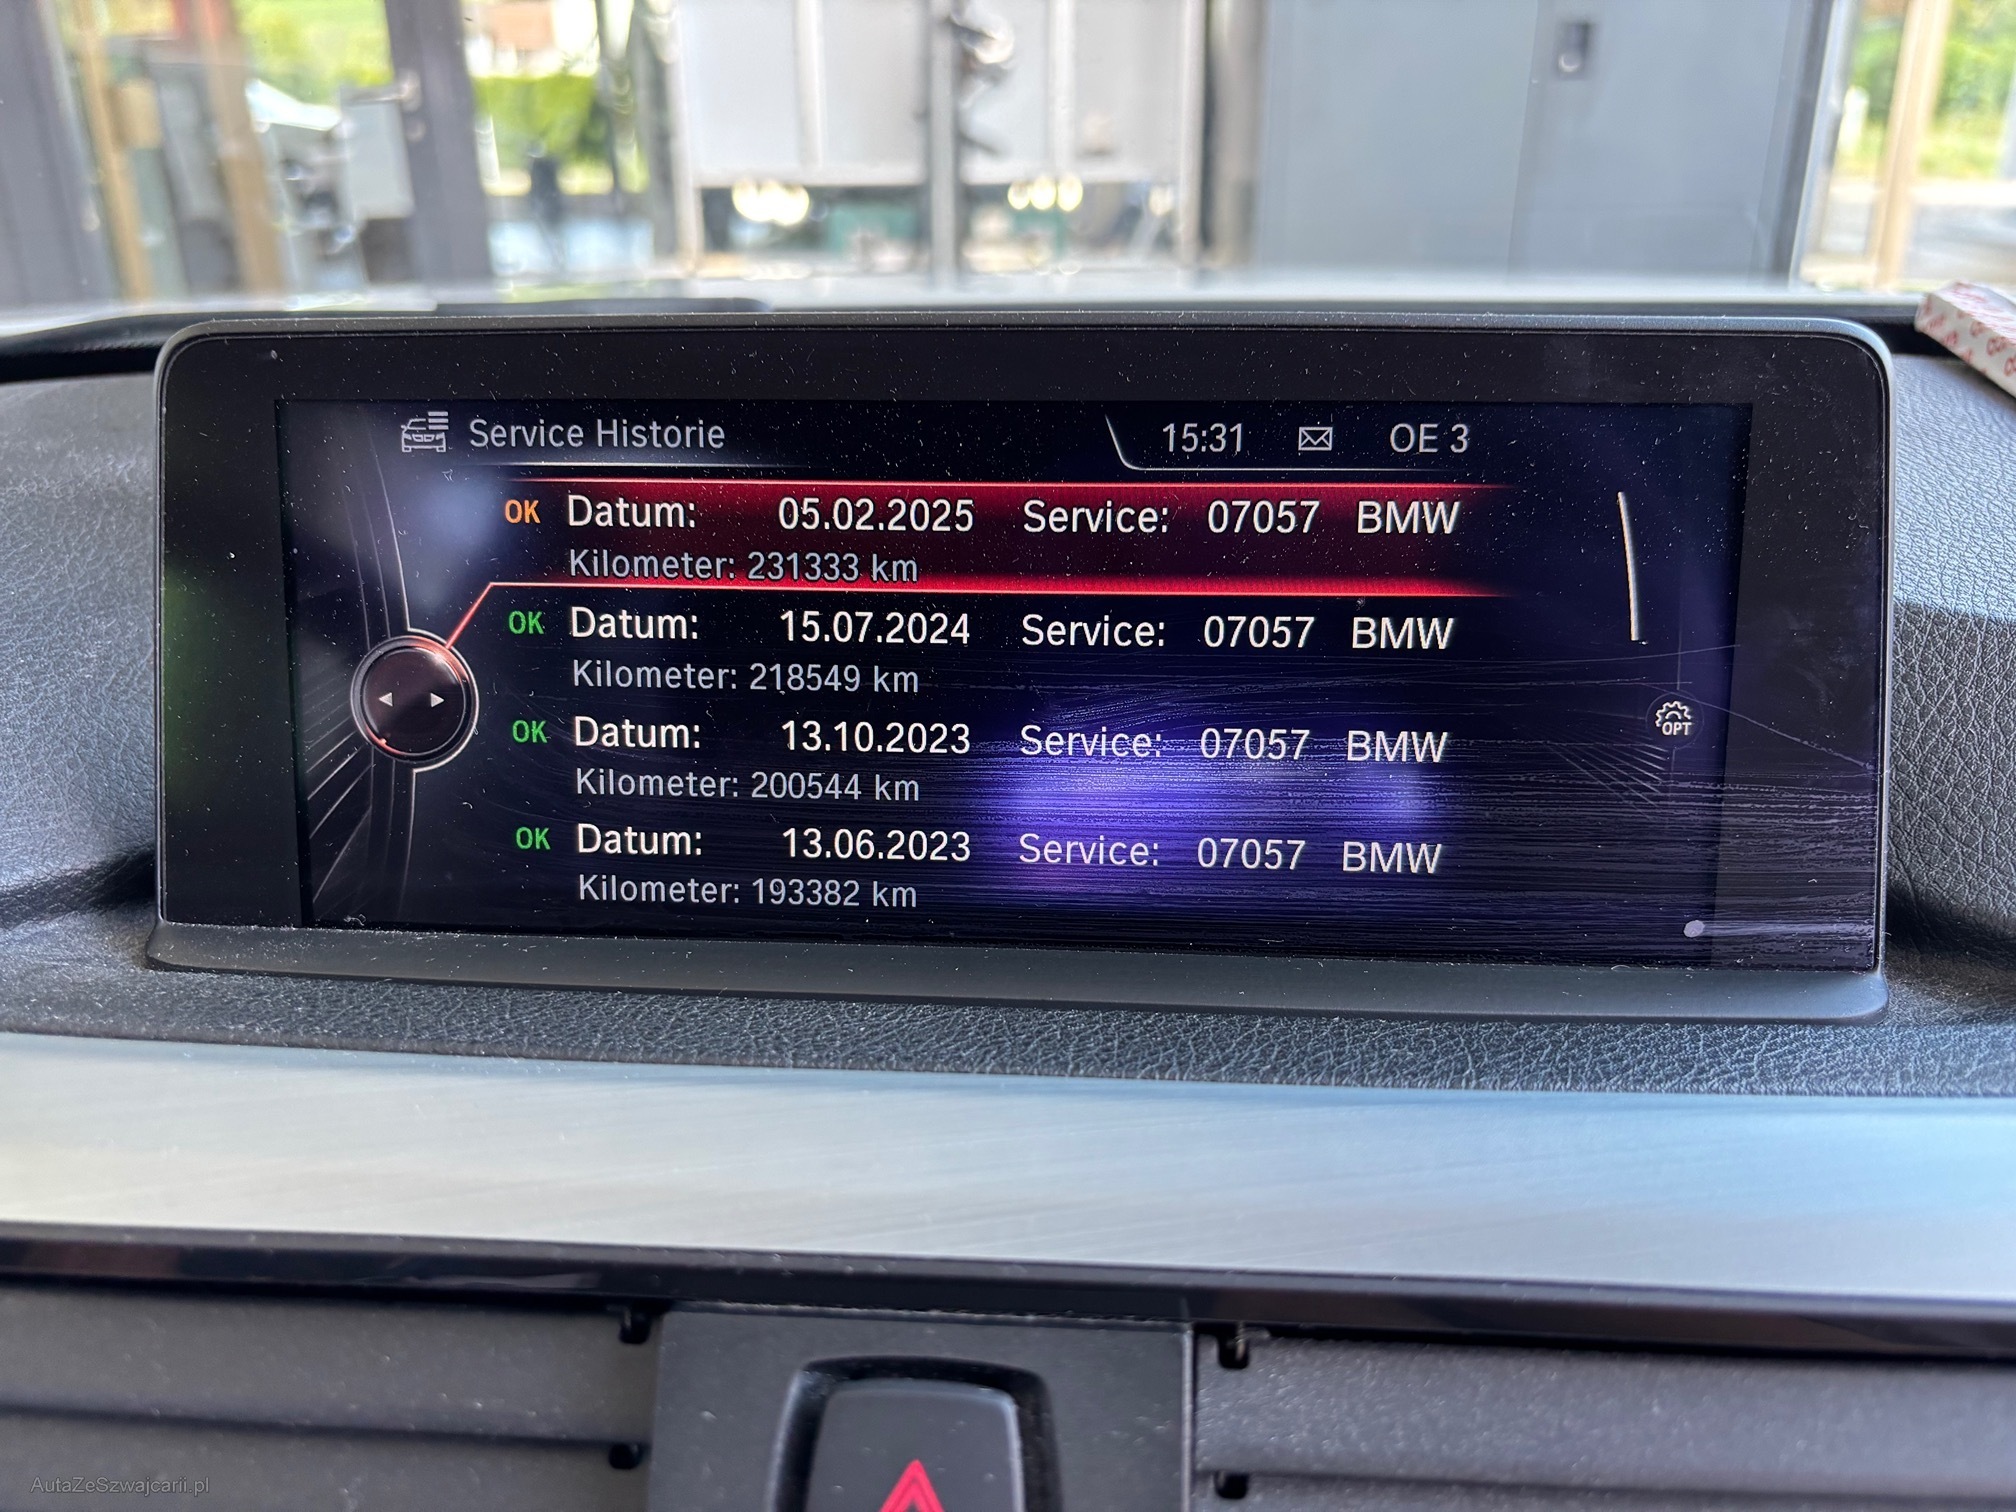 Service Historie 15:31 OE 3
OK Datum: 05.02.2025 Service: 07057 BMW
Kilometer: 231333 km
OK Datum: 15.07.2024 Service: 07057 BMW
Kilometer: 218549 km
OK Datum: 13.10.2023 Service: 07057 BMW
Kilometer: 200544 km
OPT
OK Datum: 13.06.2023 Service: 07057 BMW
Kilometer: 193382 km
AutaZeSzwajcarii.pl